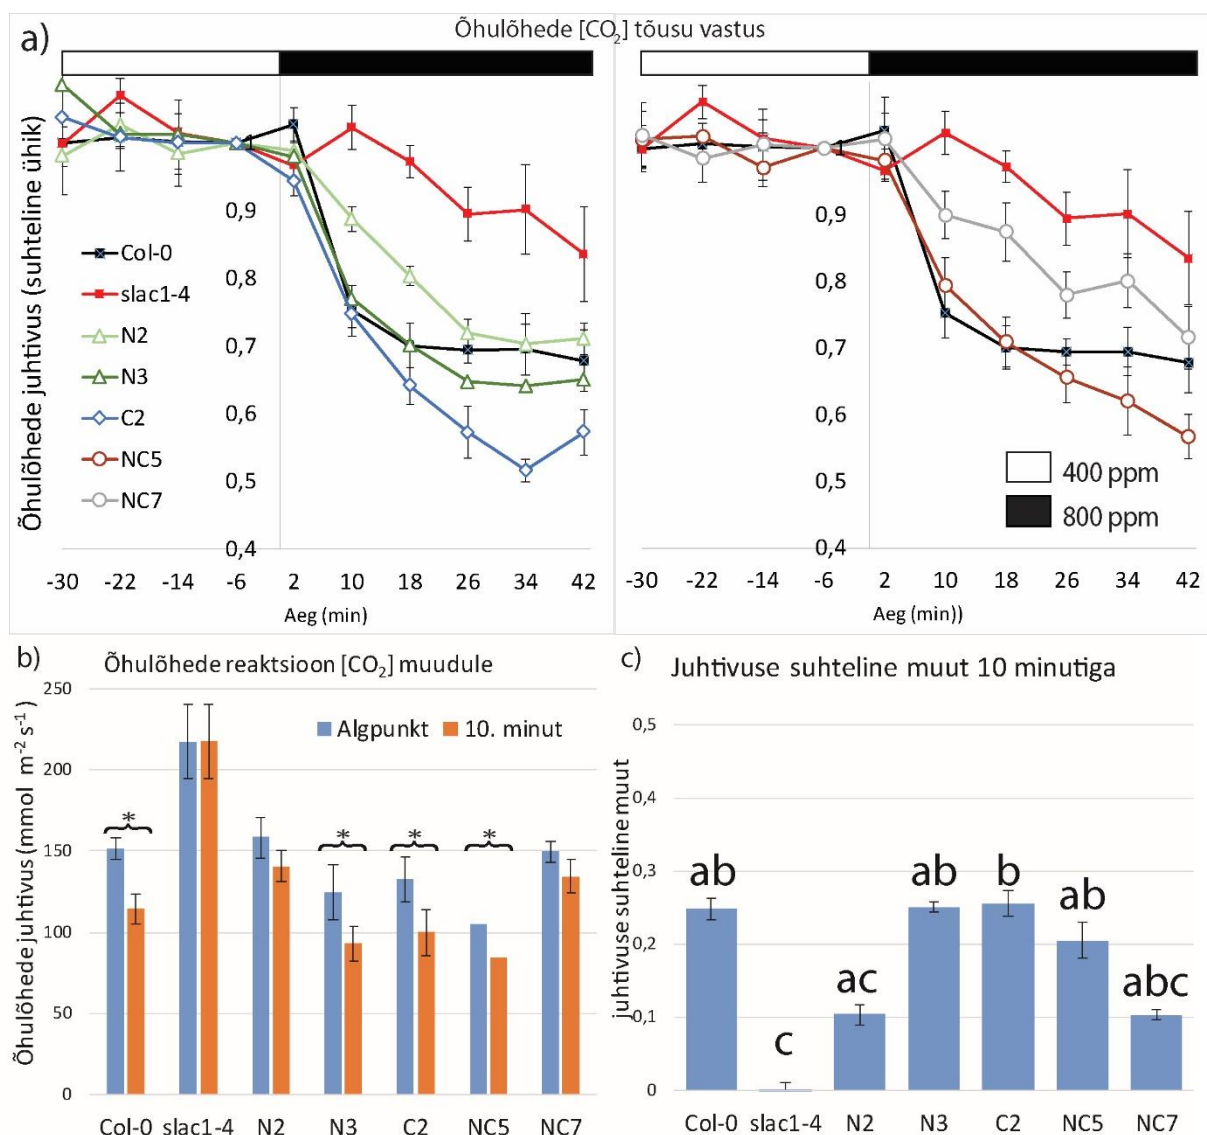 a)
Õhulõhede [CO₂] tõusu vastus
Õhulõhede juhtivus (suhteline ühik)
0,9
0,8
0,7
0,6
0,5
0,4
Col-0
slac1-4
N2
N3
C2
NC5
NC7
-30 -22 -14 -6 2 10 18 26 34 42
Aeg (min)
0,9
0,8
0,7
0,6
0,5
0,4
400 ppm
800 ppm
-30 -22 -14 -6 2 10 18 26 34 42
Aeg (min))
b)
Õhulõhede reaktsioon [CO₂] muudule
Õhulõhede juhtivus (mmol m⁻² s⁻¹)
250
200
150
100
50
0
Algpunkt 10. minut
* * * *
Col-0 slac1-4 N2 N3 C2 NC5 NC7
c)
Juhtivuse suhteline muut 10 minutiga
juhtivuse suhteline muut
0,5
0,4
0,3
0,2
0,1
0
ab c ac ab b ab abc
Col-0 slac1-4 N2 N3 C2 NC5 NC7